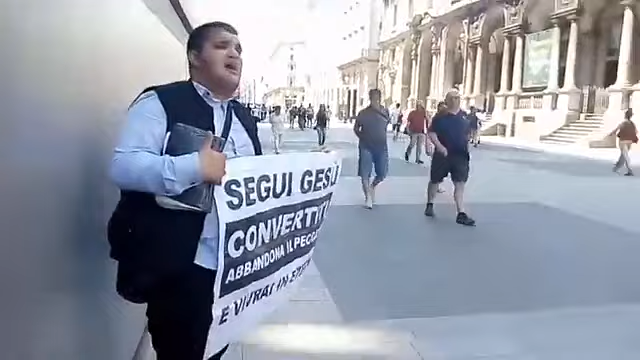 SEGUI GESÙ
CONVERTITI
ABBANDONA IL PECCATO
E VIVRAI IN